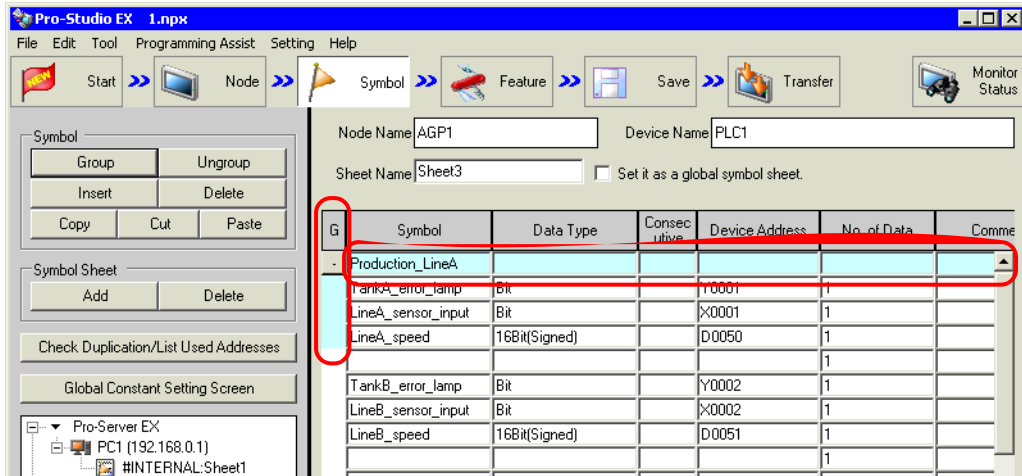 Pro-Studio EX 1.npx
File Edit Tool Programming Assist Setting Help
NEW Start Node Symbol Feature Save Transfer Monitor Status
Symbol
Group Ungroup
Insert Delete
Copy Cut Paste
Symbol Sheet
Add Delete
Check Duplication/List Used Addresses
Global Constant Setting Screen
Pro-Server EX
PC1 (192.168.0.1)
#INTERNAL:Sheet1
Node Name AGP1 Device Name PLC1
Sheet Name Sheet3 Set it as a global symbol sheet.
G Symbol Data Type Consecutive Device Address No. of Data Comme
- Production_LineA
TankA_error_lamp Bit Y0001 1
LineA_sensor_input Bit X0001 1
LineA_speed 16Bit(Signed) D0050 1
1
TankB_error_lamp Bit Y0002 1
LineB_sensor_input Bit X0002 1
LineB_speed 16Bit(Signed) D0051 1
1